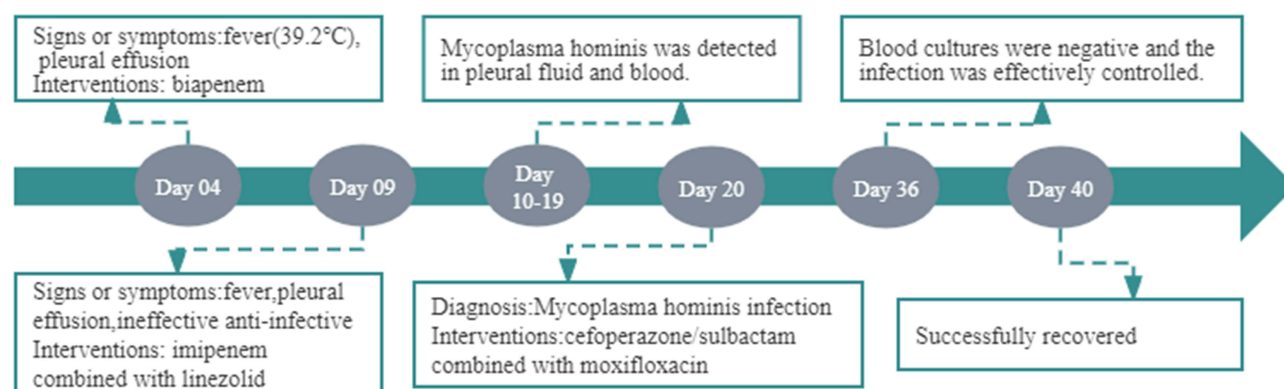 Signs or symptoms:fever(39.2°C),
pleural effusion
Interventions: biapenem
Mycoplasma hominis was detected
in pleural fluid and blood.
Blood cultures were negative and the
infection was effectively controlled.
Day 04
Day 09
Day
10-19
Day 20
Day 36
Day 40
Signs or symptoms:fever,pleural
effusion,ineffective anti-infective
Interventions: imipenem
combined with linezolid
Diagnosis:Mycoplasma hominis infection
Interventions:cefoperazone/sulbactam
combined with moxifloxacin
Successfully recovered